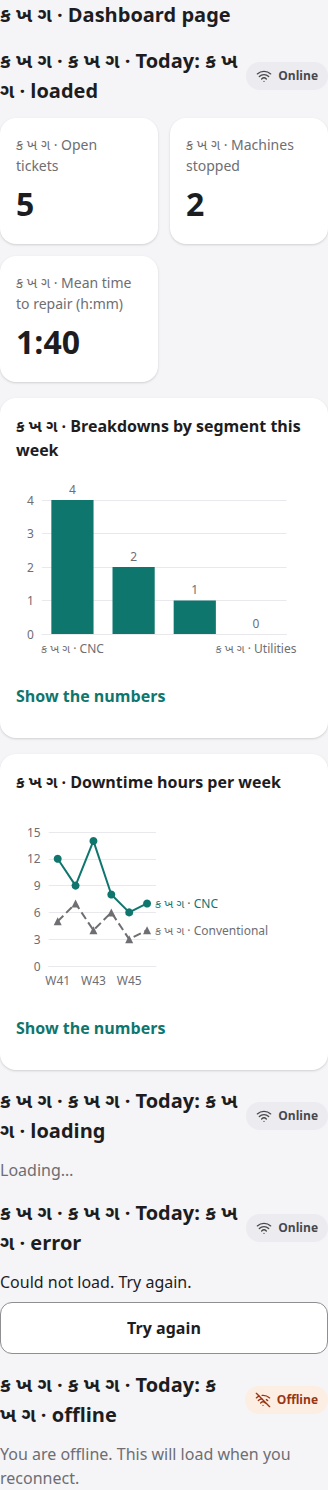 ક ખ ગ · Dashboard page
ક ખ ગ · ક ખ ગ · Today: ક ખ
ગ · loaded
Online
ક ખ ગ · Open
tickets
5
ક ખ ગ · Machines
stopped
2
ક ખ ગ · Mean time
to repair (h:mm)
1:40
ક ખ ગ · Breakdowns by segment this
week
4
3
2
1
0
4
2
1
0
ક ખ ગ · CNC
ક ખ ગ · Utilities
Show the numbers
ક ખ ગ · Downtime hours per week
15
12
9
6
3
0
ક ખ ગ · CNC
ક ખ ગ · Conventional
W41 W43 W45
Show the numbers
ક ખ ગ · ક ખ ગ · Today: ક ખ
ગ · loading
Online
Loading...
ક ખ ગ · ક ખ ગ · Today: ક ખ
ગ · error
Online
Could not load. Try again.
Try again
ક ખ ગ · ક ખ ગ · Today: ક
ખ ગ · offline
Offline
You are offline. This will load when you
reconnect.